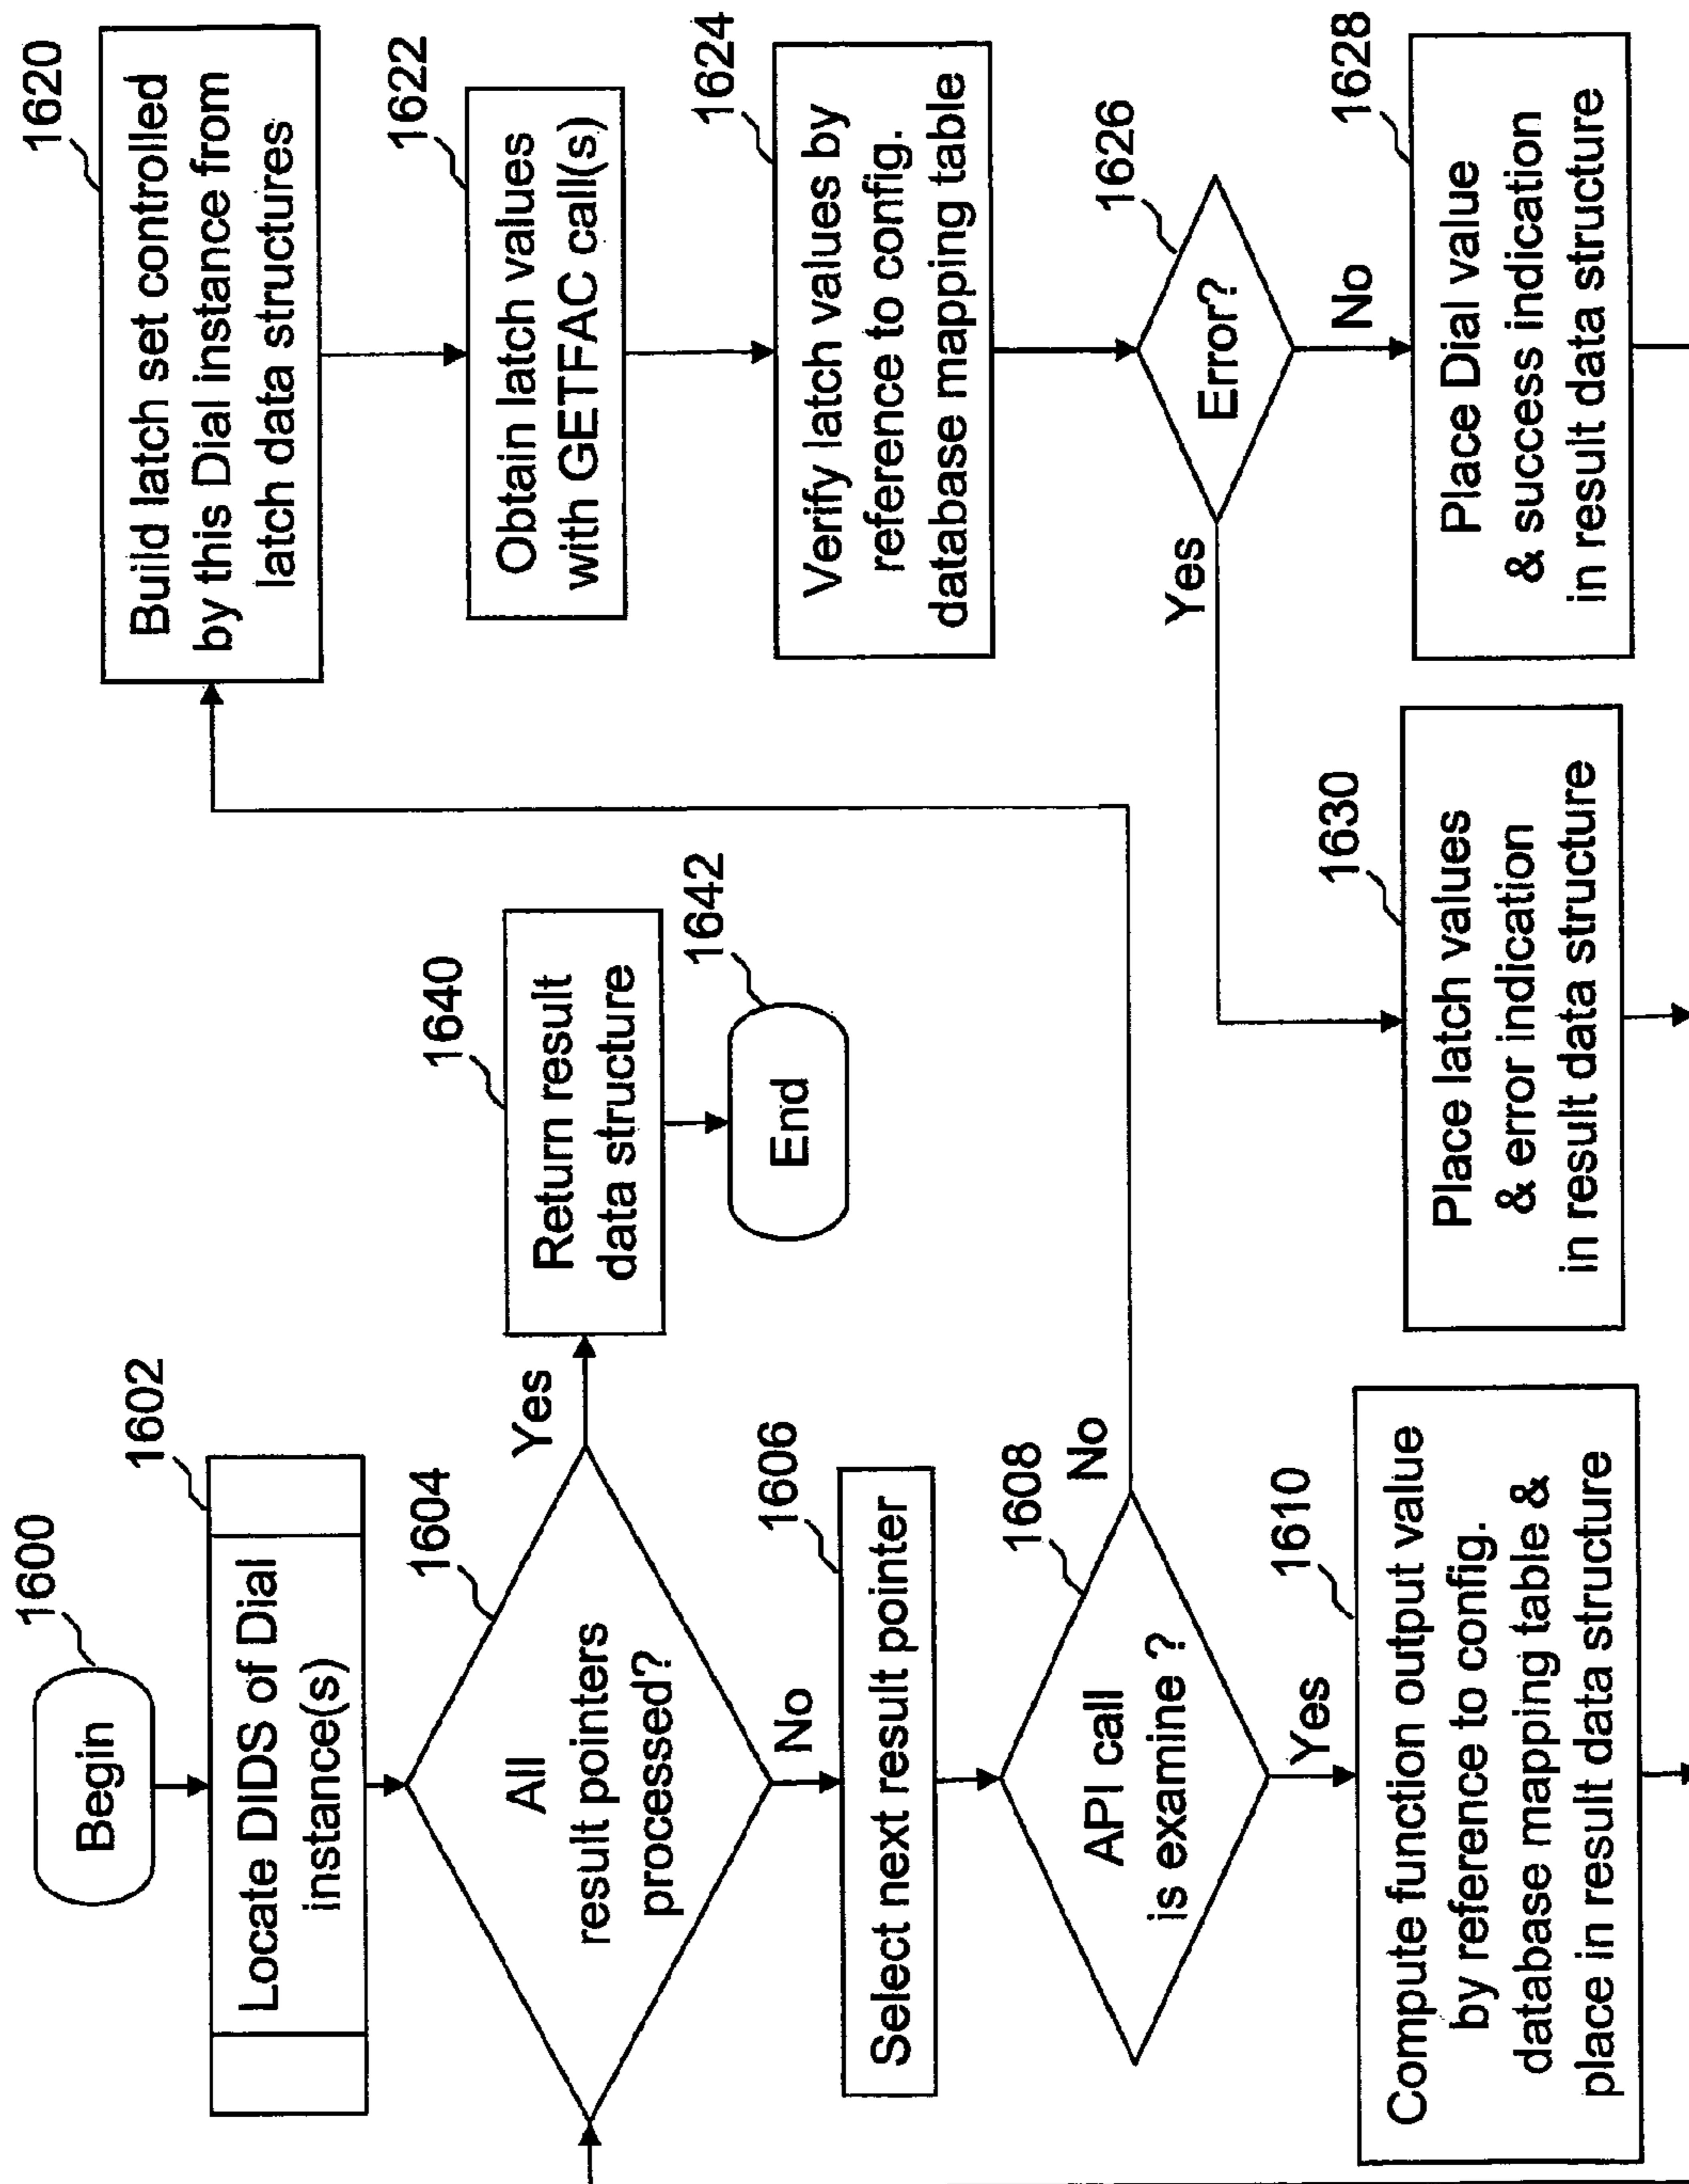 1600
Begin
1602
Locate DIDS of Dial
instance(s)
1604
All
result pointers
processed?
Yes
No
1640
Return result
data structure
1642
End
1606
Select next result pointer
1608
API call
is examine ?
No
Yes
1610
Compute function output value
by reference to config.
database mapping table &
place in result data structure
1620
Build latch set controlled
by this Dial instance from
latch data structures
1622
Obtain latch values
with GETFAC call(s)
1624
Verify latch values by
reference to config.
database mapping table
1626
Error?
Yes
No
1630
Place latch values
& error indication
in result data structure
1628
Place Dial value
& success indication
in result data structure